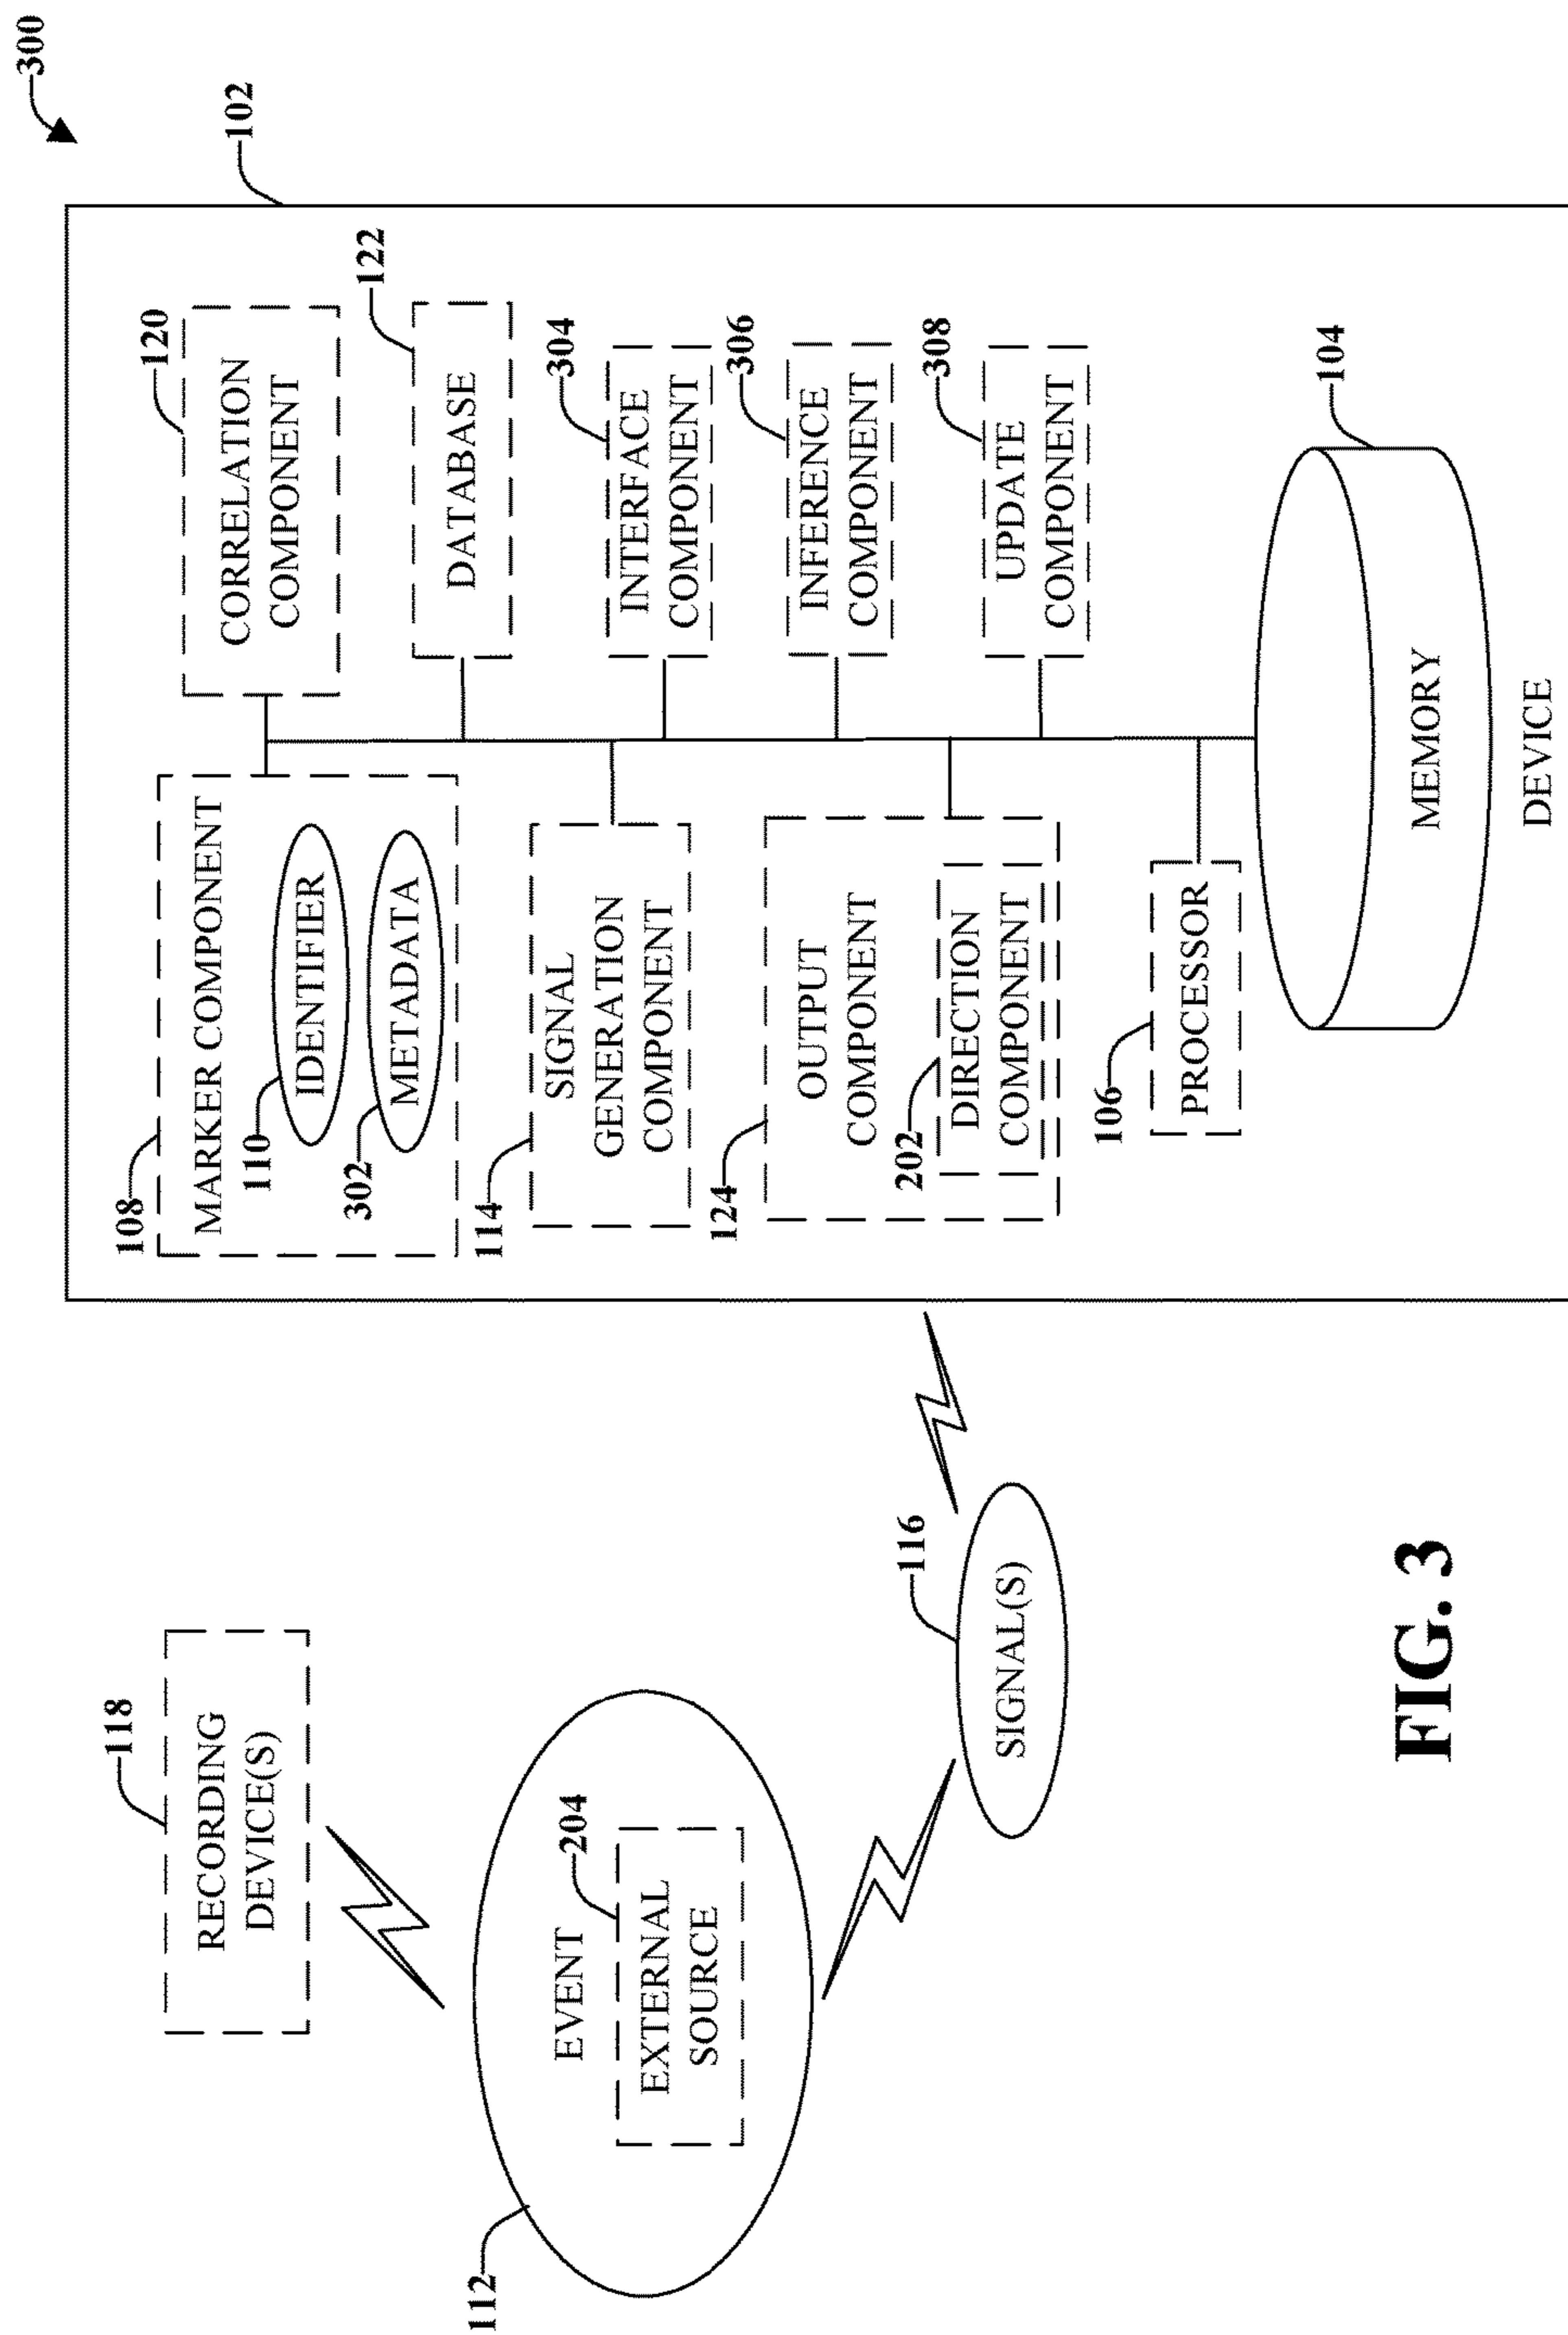 300
102
118
RECORDING
DEVICE(S)
112
EVENT
204
EXTERNAL
SOURCE
116
SIGNAL(S)
108
MARKER COMPONENT
110
IDENTIFIER
302
METADATA
120
CORRELATION
COMPONENT
122
DATABASE
114
SIGNAL
GENERATION
COMPONENT
304
INTERFACE
COMPONENT
124
OUTPUT
COMPONENT
202
DIRECTION
COMPONENT
306
INFERENCE
COMPONENT
308
UPDATE
COMPONENT
106
PROCESSOR
104
MEMORY
DEVICE
FIG. 3